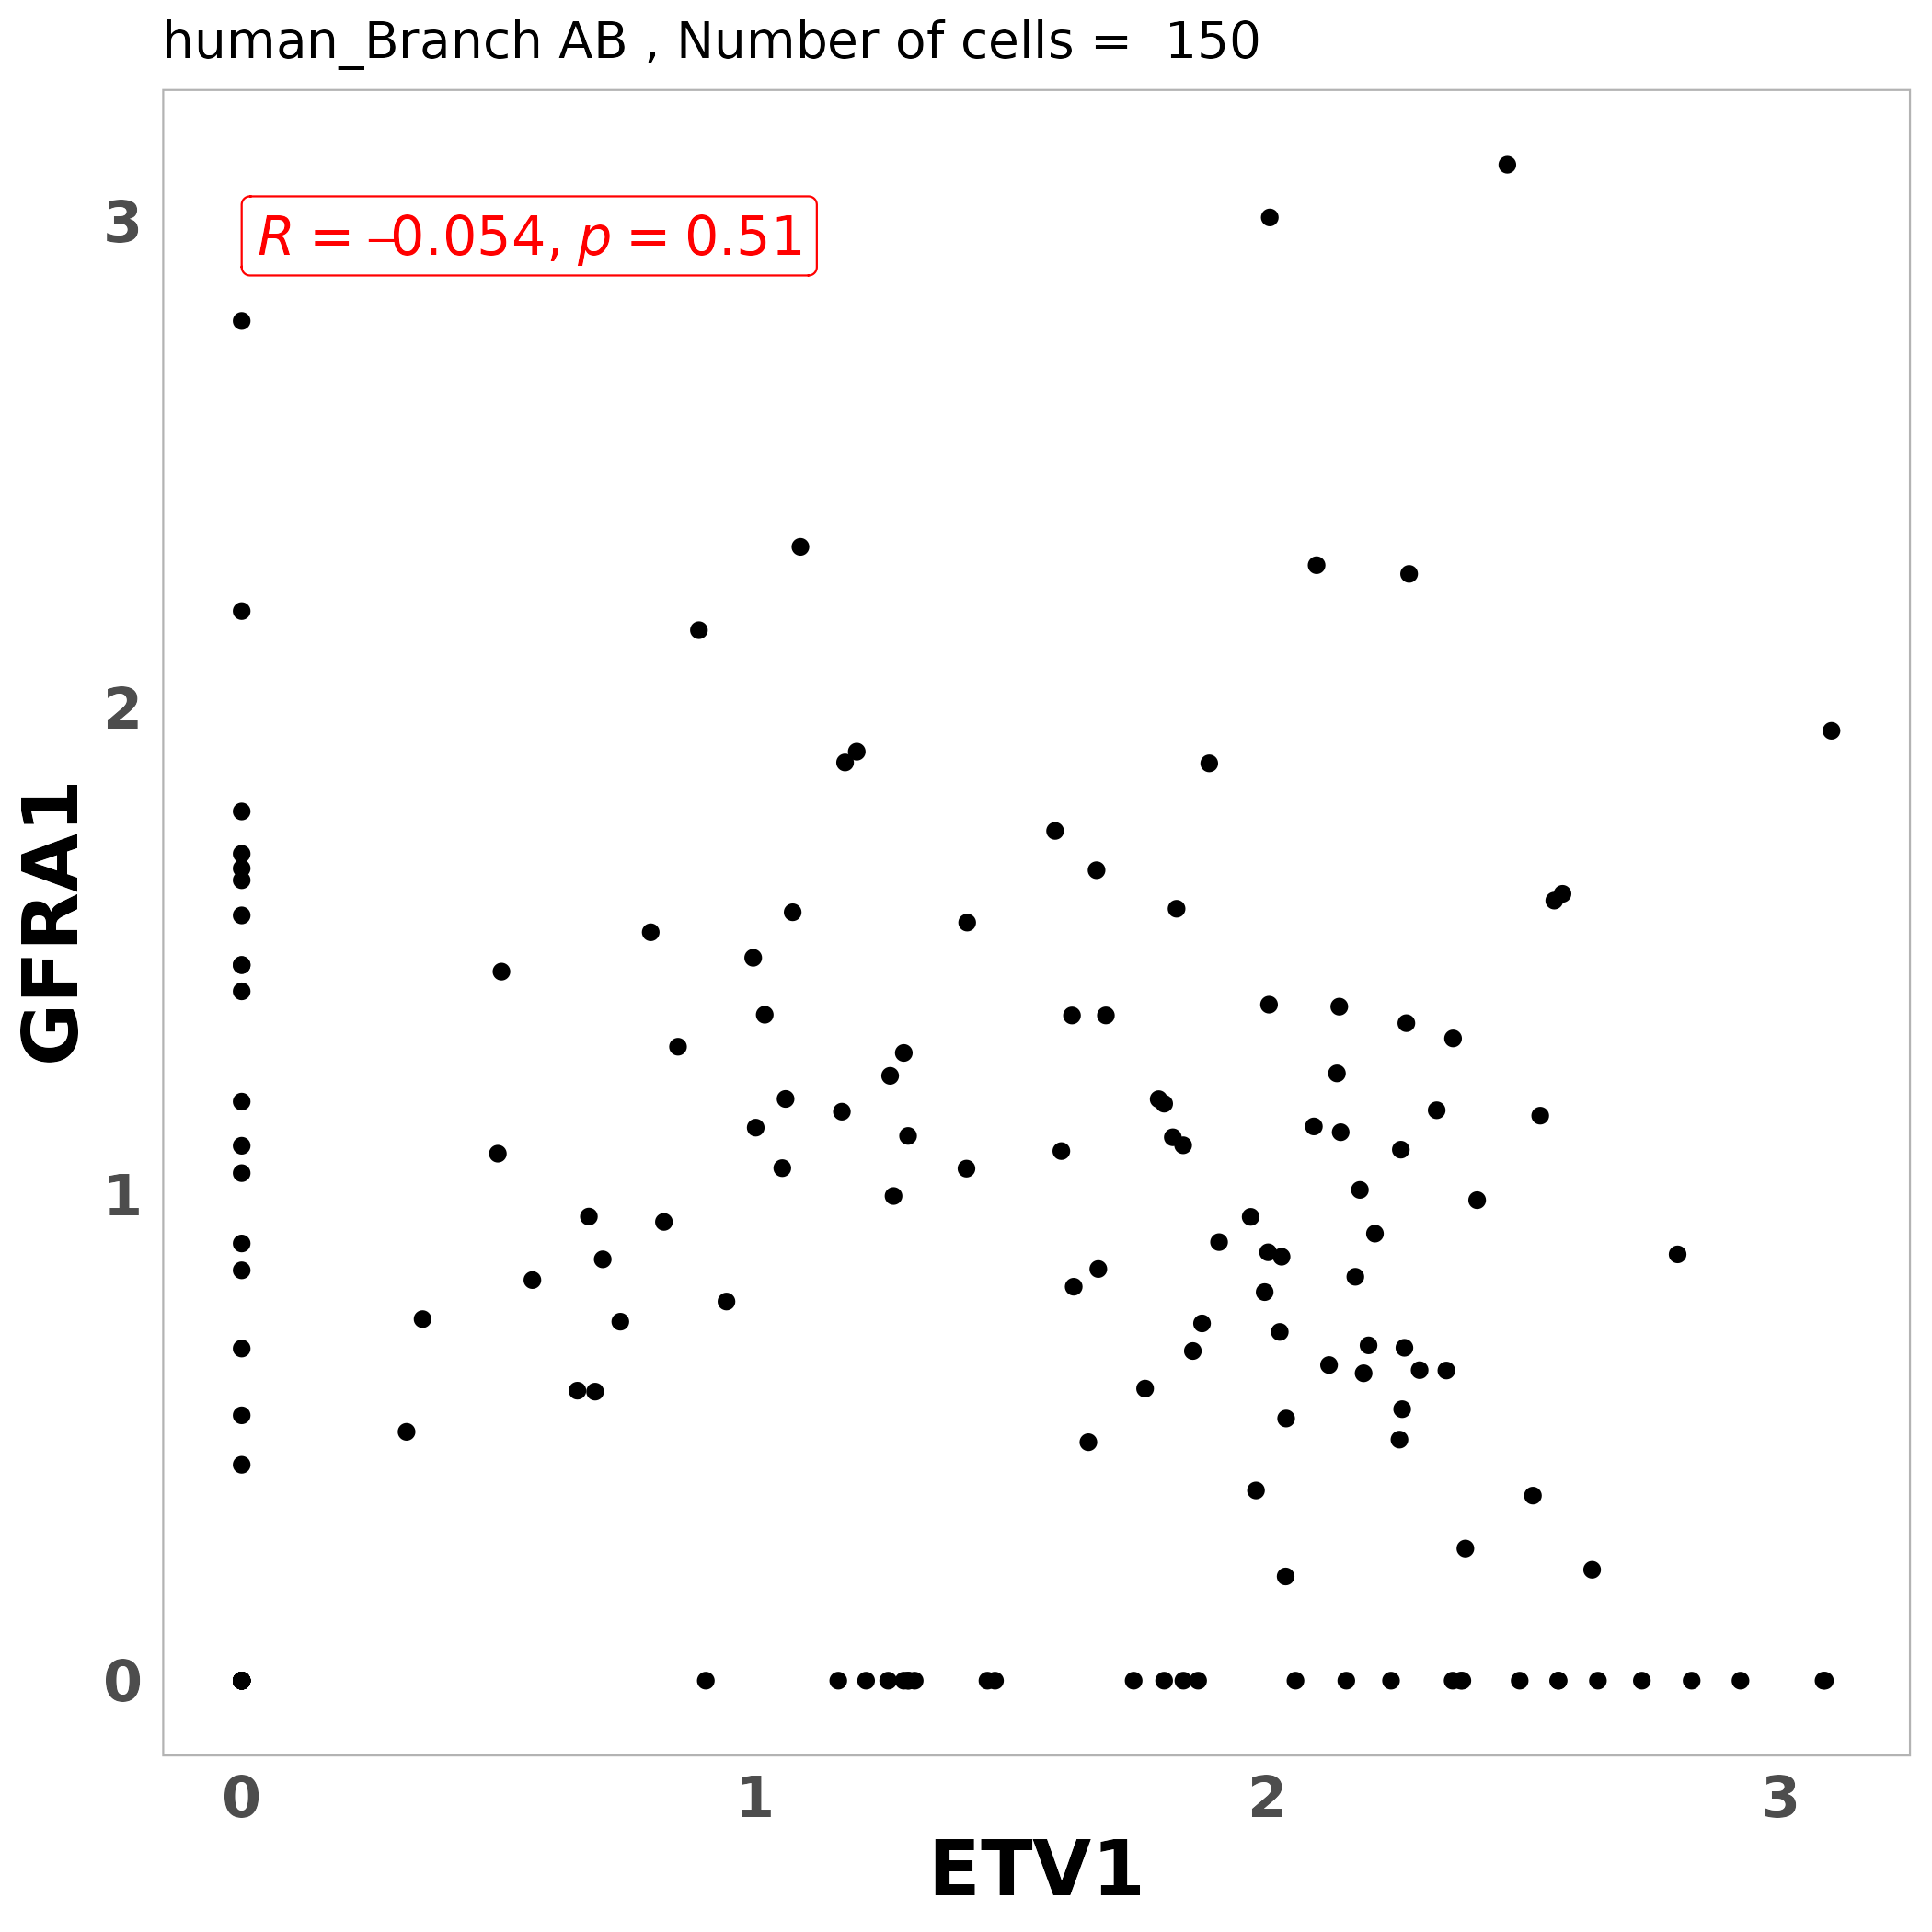 human_Branch AB , Number of cells =  150
R = –0.054, p = 0.51
3
2
1
0
GFRA1
0 1 2 3
ETV1